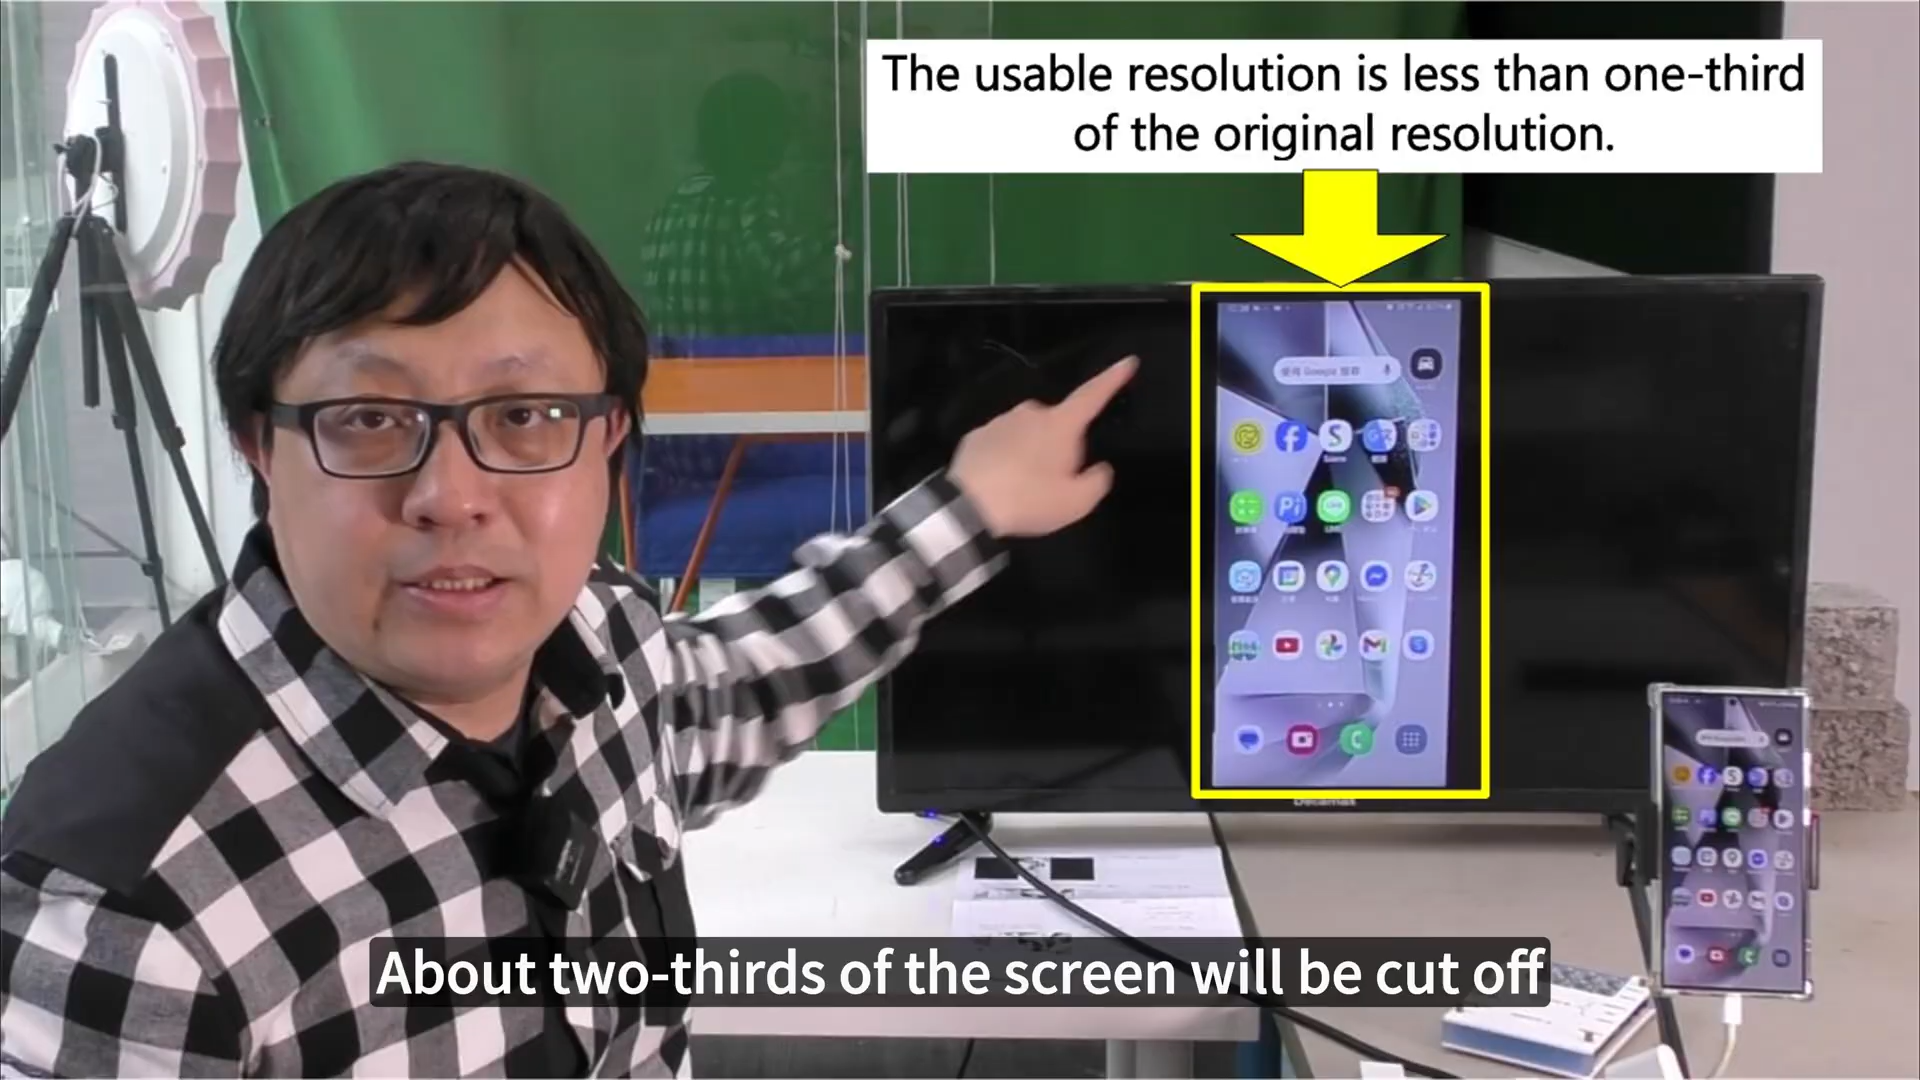 The usable resolution is less than one-third
of the original resolution.
About two-thirds of the screen will be cut off